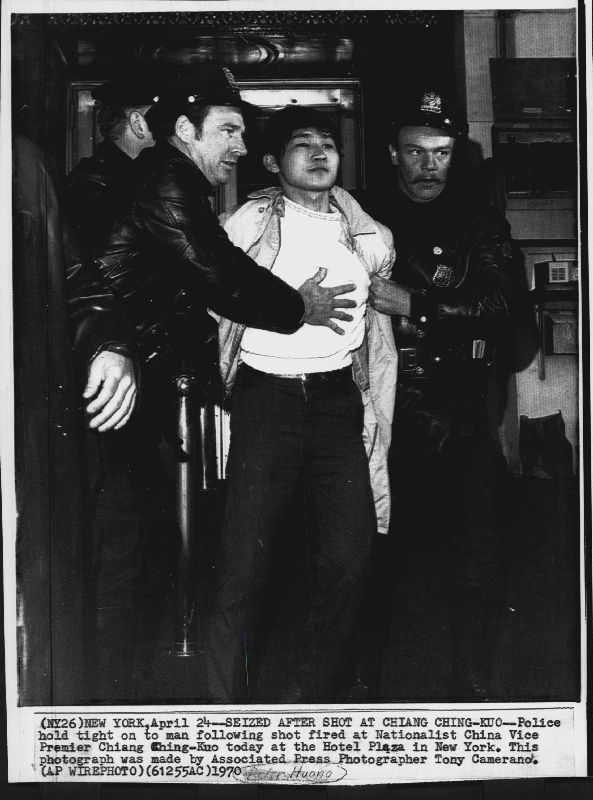 (NY26)NEW YORK,April 24--SEIZED AFTER SHOT AT CHIANG CHING-KUO--Police
hold tight on to man following shot fired at Nationalist China Vice
Premier Chiang Ching-Kuo today at the Hotel Plaza in New York. This
photograph was made by Associated Press Photographer Tony Camerano.
(AP WIREPHOTO)(61255AC)1970 Peter Huang